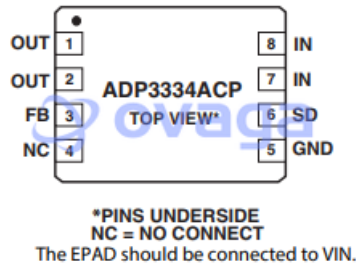 OUT 1 8 IN
OUT 2 ADP3334ACP 7 IN
FB 3 TOP VIEW* 6 SD
ovaga
NC 4 5 GND
*PINS UNDERSIDE
NC = NO CONNECT
The EPAD should be connected to VIN.